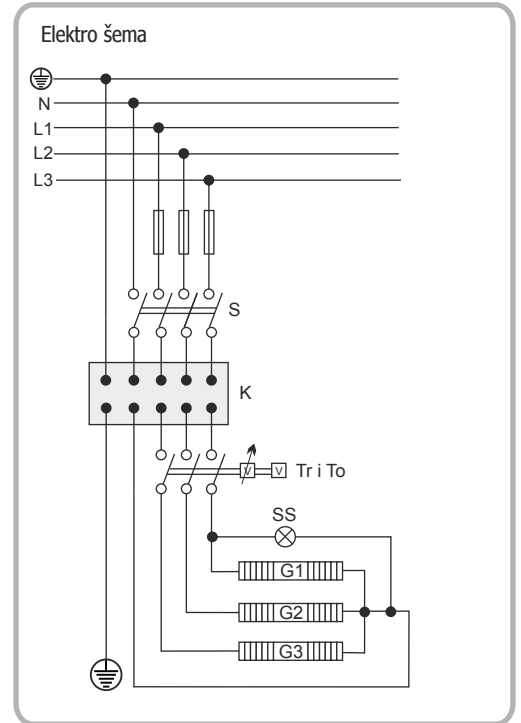 Elektro šema
N
L1
L2
L3
S
K
V
V
Tr i To
SS
G1
G2
G3